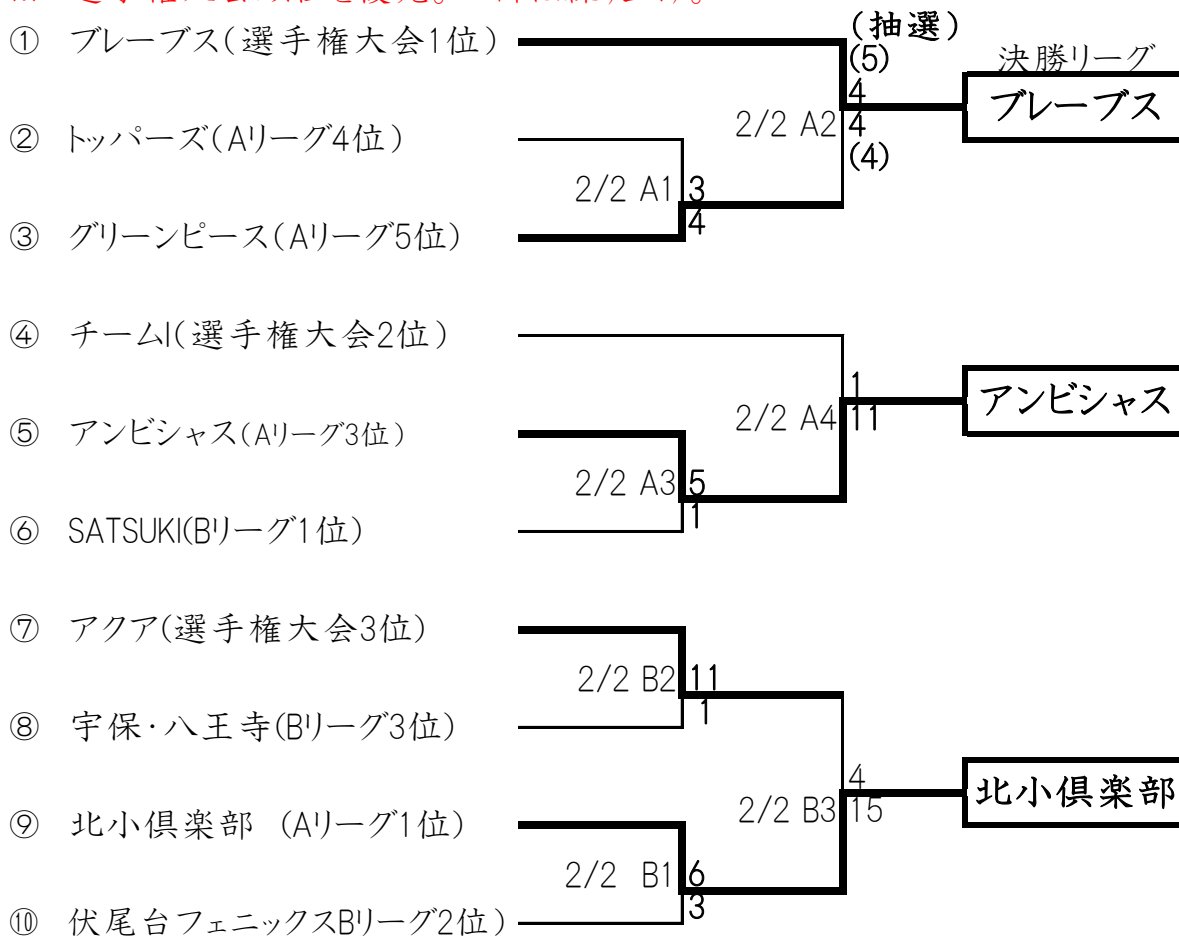 ① ブレーブス(選手権大会1位)
(抽選)
(5)
4
2/2 A2 4
(4)
決勝リーグ
ブレーブス
② トッパーズ(Aリーグ4位)
2/2 A1 3
4
③ グリーンピース(Aリーグ5位)
④ チームI(選手権大会2位)
1
2/2 A4 11
アンビシャス
⑤ アンビシャス(Aリーグ3位)
2/2 A3 5
1
⑥ SATSUKI(Bリーグ1位)
⑦ アクア(選手権大会3位)
2/2 B2 11
1
⑧ 宇保・八王寺(Bリーグ3位)
4
2/2 B3 15
北小倶楽部
⑨ 北小倶楽部 (Aリーグ1位)
2/2 B1 6
3
⑩ 伏尾台フェニックスBリーグ2位)